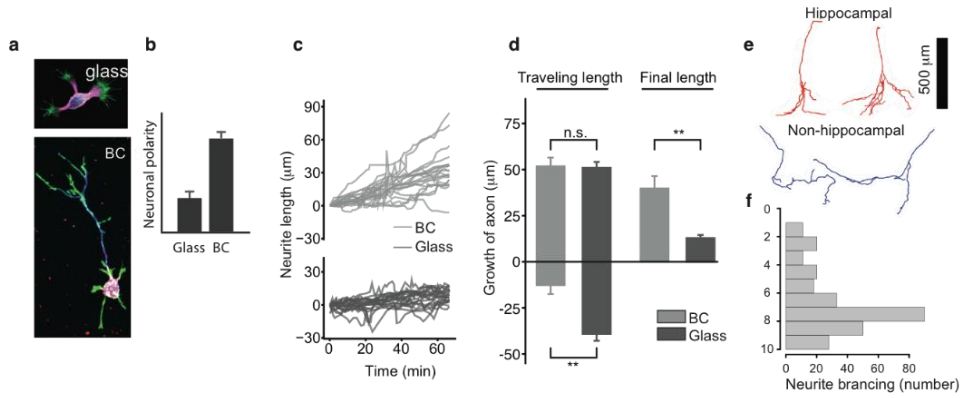 a
glass
BC
b
Neuronal polarity
Glass BC
c
Neurite length (μm)
90
60
30
0
−30
BC
Glass
30
0
−30
0 20 40 60
Time (min)
d
Traveling length Final length
Growth of axon (μm)
75
50
25
0
-25
-50
n.s.
**
**
BC
Glass
e
Hippocampal
500 μm
Non-hippocampal
f
0
2
4
6
8
10
0 20 40 60 80
Neurite brancing (number)